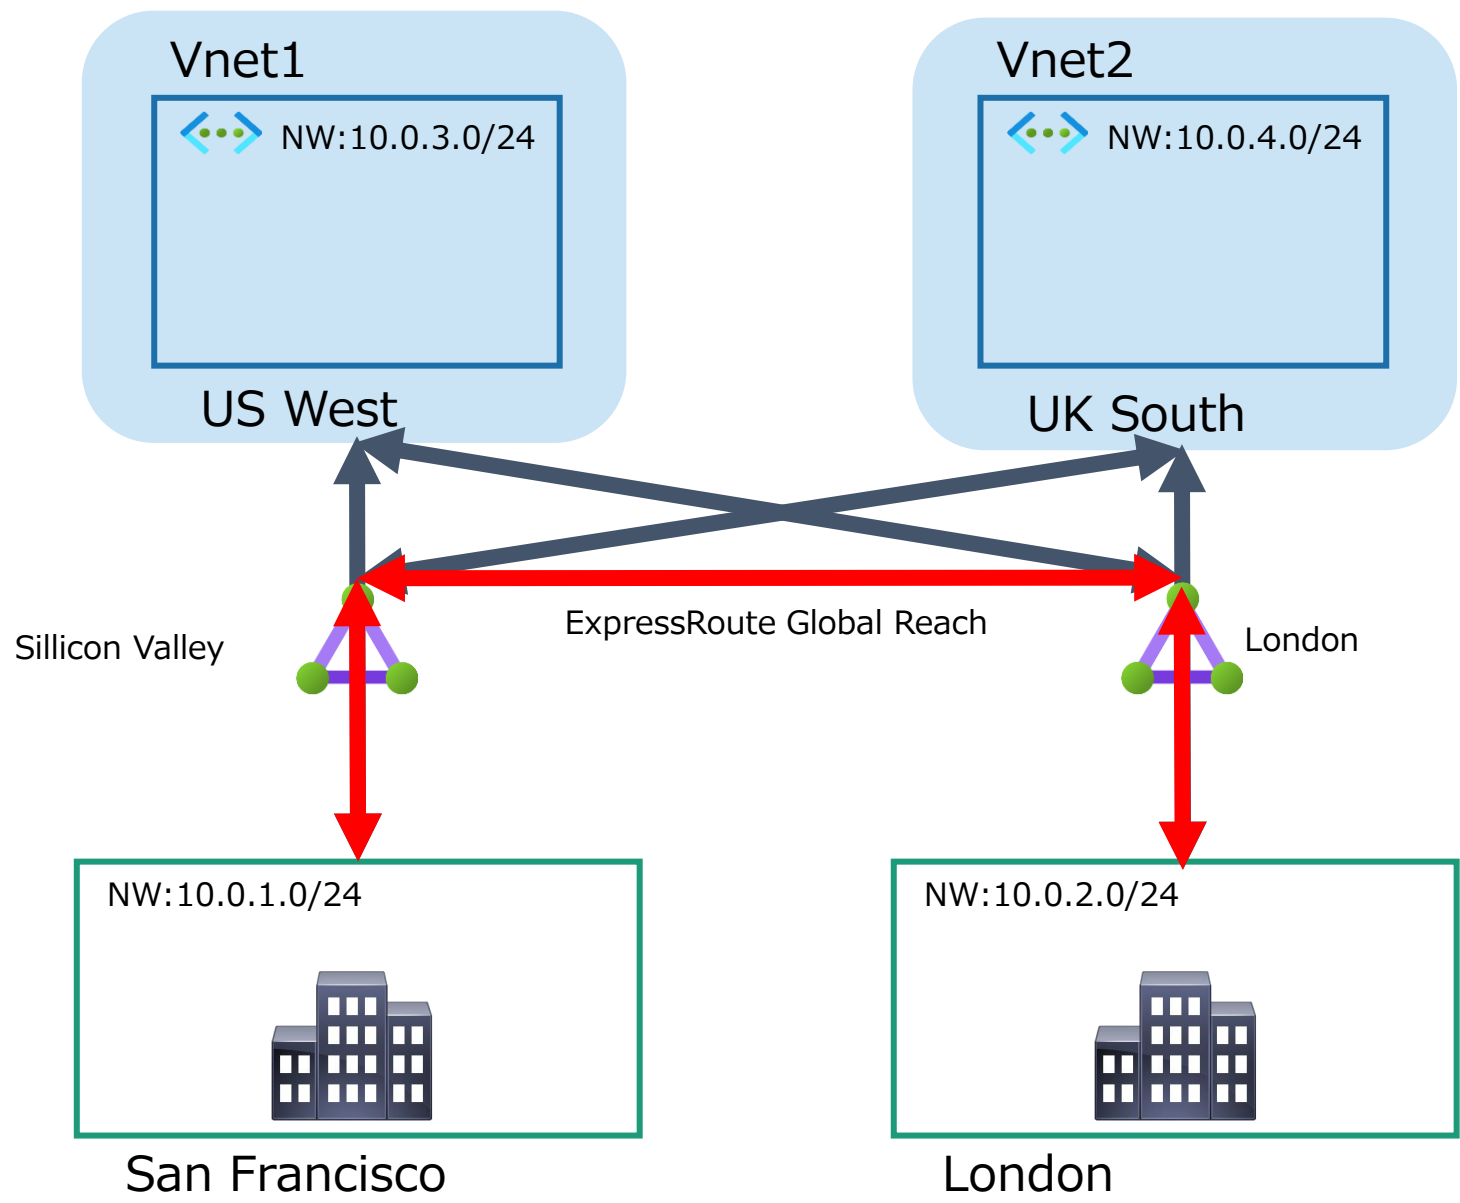 Vnet1
Vnet2
NW:10.0.3.0/24
NW:10.0.4.0/24
US West
UK South
ExpressRoute Global Reach
Sillicon Valley
London
NW:10.0.1.0/24
NW:10.0.2.0/24
San Francisco
London